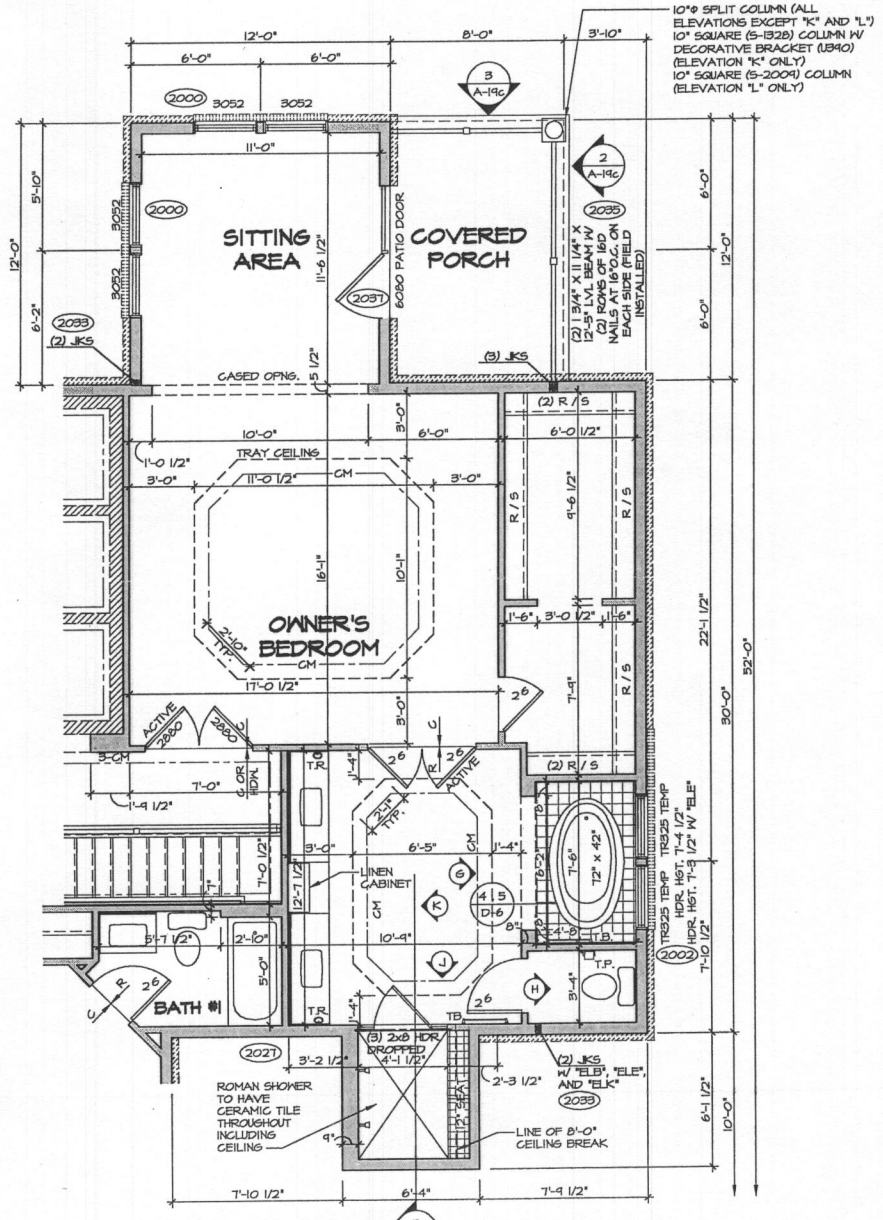 10"Φ SPLIT COLUMN (ALL
ELEVATIONS EXCEPT "K" AND "L")
10" SQUARE (S-1328) COLUMN W/
DECORATIVE BRACKET (U390)
(ELEVATION "K" ONLY)
10" SQUARE (S-2009) COLUMN
(ELEVATION "L" ONLY)
12'-0"
8'-0"
3'-10"
6'-0"
6'-0"
2000
3052
3052
3
A-19c
11'-0"
2
A-19c
5'-10"
12'-0"
6'-2"
3052
3052
2000
SITTING
AREA
11'-6 1/2"
6080 PATIO DOOR
2037
COVERED
PORCH
2035
(2) 1 3/4" X 11 1/4" X
12'-5" LVL BEAM W/
(2) ROWS OF 16D
NAILS AT 16"O.C. ON
EACH SIDE (FIELD
INSTALLED)
6'-0"
12'-0"
6'-0"
2033
(2) JKS
(3) JKS
CASED OPNG.
5 1/2"
(2) R / S
10'-0"
6'-0"
3'-0"
6'-0 1/2"
1'-0 1/2"
TRAY CEILING
CM
3'-0"
11'-0 1/2"
3'-0"
R / S
9'-6 1/2"
R / S
16'-1"
10'-1"
OWNER'S
BEDROOM
2'-10"
TYP.
CM
17'-0 1/2"
3'-0"
1'-6"
3'-0 1/2"
1'-6"
7'-9"
R / S
26
(2) R / S
22'-1 1/2"
30'-0"
52'-0"
ACTIVE
2880
2880
C
C OR
HDW.
3-CM
7'-0"
1'-9 1/2"
T.R.
1'-4"
26
C
R
26
ACTIVE
2'-1"
TYP.
CM
3'-0"
6'-5"
1'-4"
8"
6'-2"
7'-6"
72" x 42"
8"
4'-8"
T.B.
TR325 TEMP TR325 TEMP
HDR. HGT. 7'-4 1/2"
HDR. HGT. 7'-3 1/2" W/ "ELE"
2002
7'-0 1/2"
12'-7 1/2"
LINEN
CABINET
CM
G
K
4 . 5
D-6
10'-9"
8"
J
7"
5'-7 1/2"
2'-10"
5'-0"
BATH #1
26
R
C
T.R.
1'-4"
26
H
T.P.
3'-4"
TB
7'-10 1/2"
2027
(3) 2x8 HDR
DROPPED
3'-2 1/2"
4'-1 1/2"
2'-3 1/2"
(2) JKS
W/ "ELB", "ELE",
AND "ELK"
2033
ROMAN SHOWER
TO HAVE
CERAMIC TILE
THROUGHOUT
INCLUDING
CEILING
9"
12" SEAT
LINE OF 8'-0"
CEILING BREAK
6'-1 1/2"
10'-0"
7'-10 1/2"
6'-4"
7'-9 1/2"